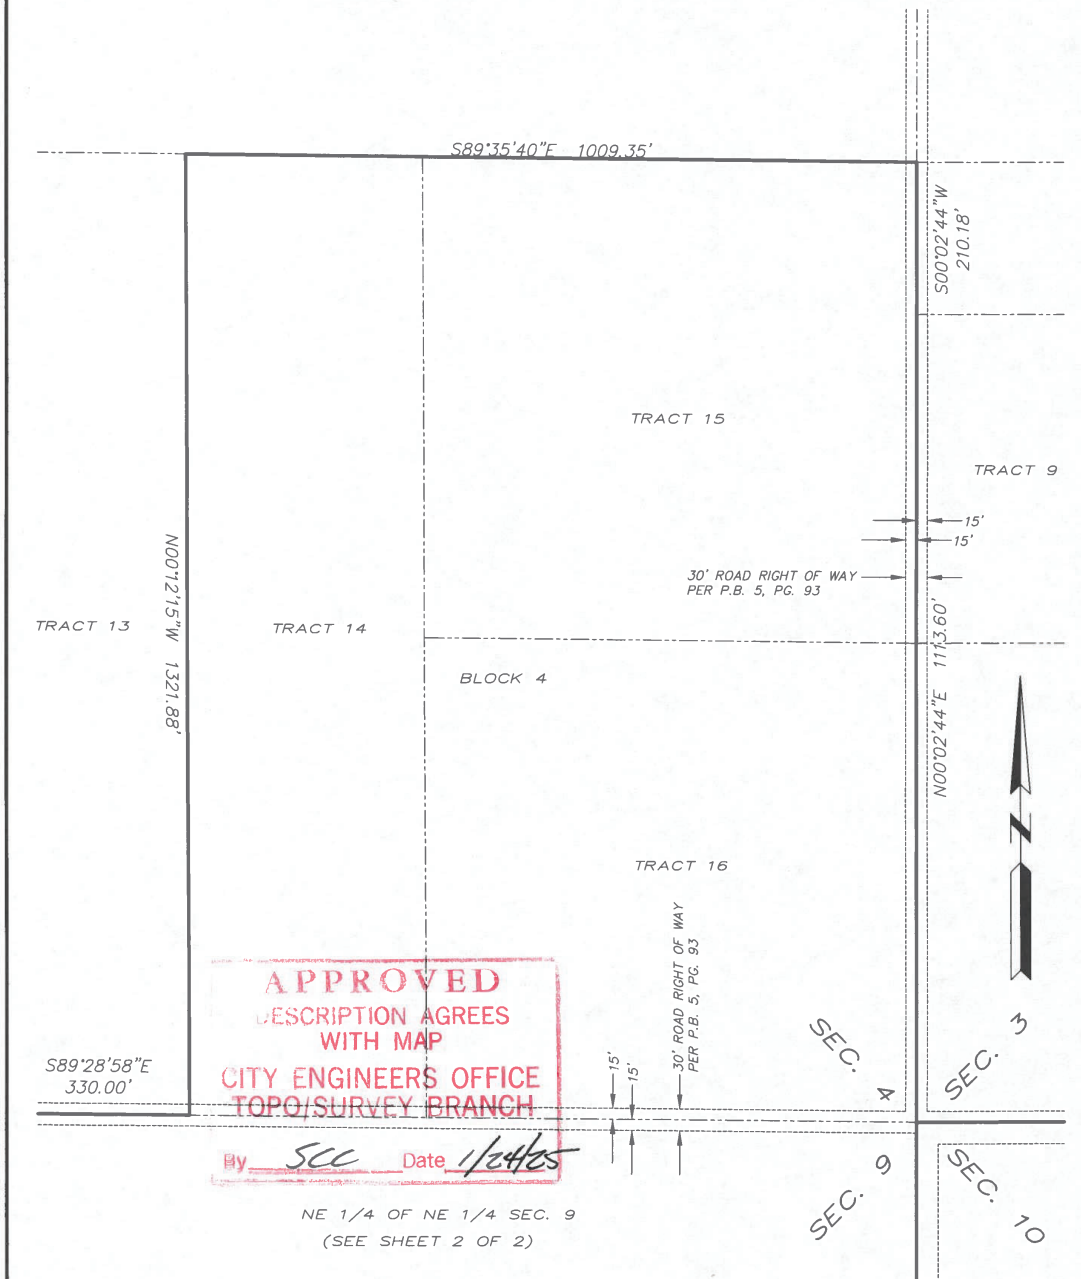 S89°35'40"E 1009.35'
S00°02'44"W
210.18'
TRACT 15
TRACT 9
15'
15'
30' ROAD RIGHT OF WAY
PER P.B. 5, PG. 93
N00°12'15"W 1321.88'
TRACT 13
TRACT 14
BLOCK 4
N00°02'44"E 1113.60'
N
TRACT 16
30' ROAD RIGHT OF WAY
PER P.B. 5, PG. 93
15'
15'
SEC. 4
SEC. 3
S89°28'58"E
330.00'
APPROVED
DESCRIPTION AGREES
WITH MAP
CITY ENGINEERS OFFICE
TOPO/SURVEY BRANCH
By SCC Date 1/24/25
SEC. 9
SEC. 10
NE 1/4 OF NE 1/4 SEC. 9
(SEE SHEET 2 OF 2)